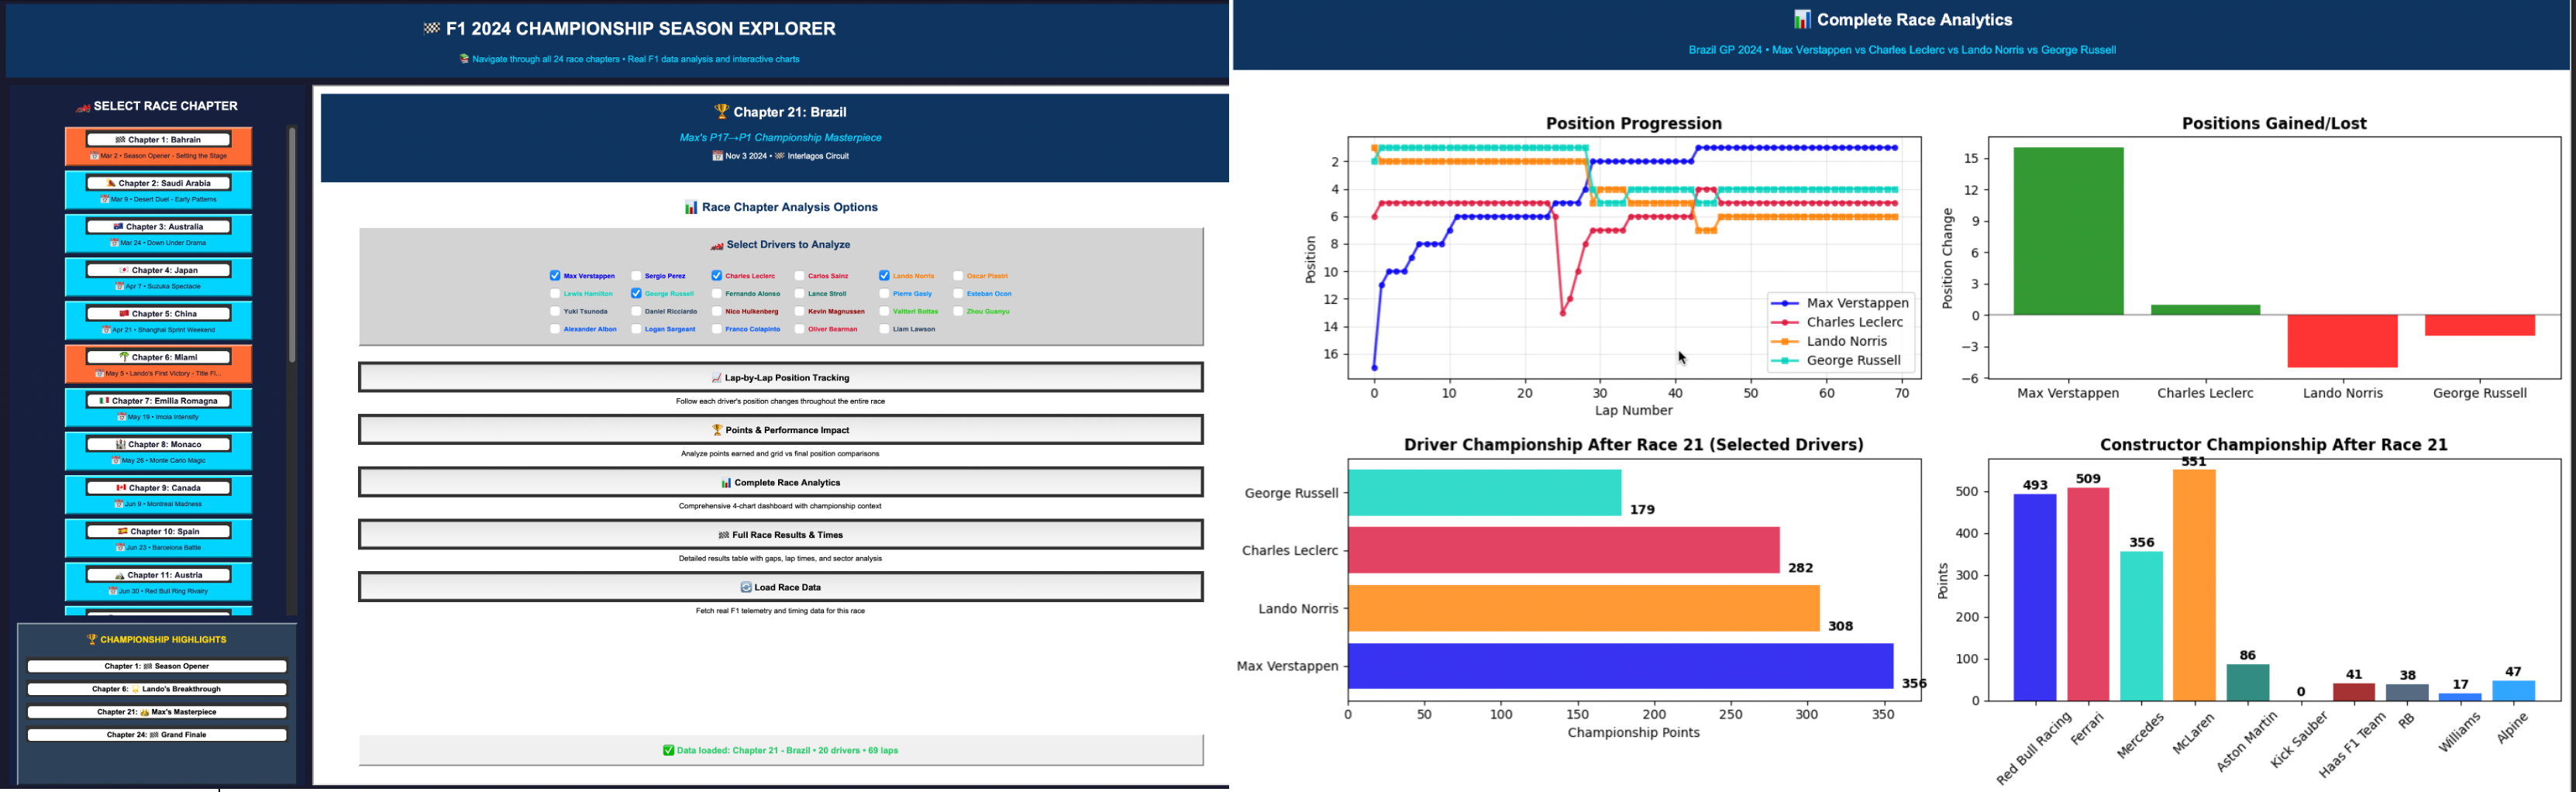 🏁 F1 2024 CHAMPIONSHIP SEASON EXPLORER
📚 Navigate through all 24 race chapters • Real F1 data analysis and interactive charts
🏎️ SELECT RACE CHAPTER
🏁 Chapter 1: Bahrain
📅 Mar 2 • Season Opener - Setting the Stage
Chapter 2: Saudi Arabia
📅 Mar 9 • Desert Duel - Early Patterns
🇦🇺 Chapter 3: Australia
📅 Mar 24 • Down Under Drama
🇯🇵 Chapter 4: Japan
📅 Apr 7 • Suzuka Spectacle
🇨🇳 Chapter 5: China
📅 Apr 21 • Shanghai Sprint Weekend
🌴 Chapter 6: Miami
📅 May 5 • Lando's First Victory - Title Fi...
🇮🇹 Chapter 7: Emilia Romagna
📅 May 19 • Imola Intensity
🏰 Chapter 8: Monaco
📅 May 26 • Monte Carlo Magic
🇨🇦 Chapter 9: Canada
📅 Jun 9 • Montreal Madness
🇪🇸 Chapter 10: Spain
📅 Jun 23 • Barcelona Battle
🏔️ Chapter 11: Austria
📅 Jun 30 • Red Bull Ring Rivalry
🏆 CHAMPIONSHIP HIGHLIGHTS
Chapter 1: 🏁 Season Opener
Chapter 6: Lando's Breakthrough
Chapter 21: Max's Masterpiece
Chapter 24: 🏁 Grand Finale
🏆 Chapter 21: Brazil
Max's P17→P1 Championship Masterpiece
📅 Nov 3 2024 • 🏁 Interlagos Circuit
📊 Race Chapter Analysis Options
🏎️ Select Drivers to Analyze
Max Verstappen Sergio Perez Charles Leclerc Carlos Sainz Lando Norris Oscar Piastri
Lewis Hamilton George Russell Fernando Alonso Lance Stroll Pierre Gasly Esteban Ocon
Yuki Tsunoda Daniel Ricciardo Nico Hulkenberg Kevin Magnussen Valtteri Bottas Zhou Guanyu
Alexander Albon Logan Sargeant Franco Colapinto Oliver Bearman Liam Lawson
📈 Lap-by-Lap Position Tracking
Follow each driver's position changes throughout the entire race
🏆 Points & Performance Impact
Analyze points earned and grid vs final position comparisons
📊 Complete Race Analytics
Comprehensive 4-chart dashboard with championship context
🏁 Full Race Results & Times
Detailed results table with gaps, lap times, and sector analysis
🔄 Load Race Data
Fetch real F1 telemetry and timing data for this race
✅ Data loaded: Chapter 21 - Brazil • 20 drivers • 69 laps
📊 Complete Race Analytics
Brazil GP 2024 • Max Verstappen vs Charles Leclerc vs Lando Norris vs George Russell
Position Progression
Position
2
4
6
8
10
12
14
16
Max Verstappen
Charles Leclerc
Lando Norris
George Russell
0 10 20 30 40 50 60 70
Lap Number
Positions Gained/Lost
Position Change
15
12
9
6
3
0
−3
−6
Max Verstappen Charles Leclerc Lando Norris George Russell
Driver Championship After Race 21 (Selected Drivers)
George Russell 179
Charles Leclerc 282
Lando Norris 308
Max Verstappen 356
0 50 100 150 200 250 300 350
Championship Points
Constructor Championship After Race 21
Points
500
400
300
200
100
0
493 509 356 551 86 0 41 38 17 47
Red Bull Racing Ferrari Mercedes McLaren Aston Martin Kick Sauber Haas F1 Team RB Williams Alpine